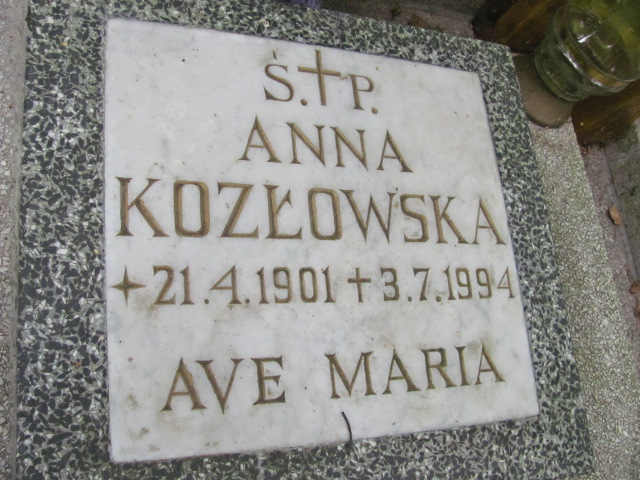 Ś.✝P.
ANNA
KOZŁOWSKA
✦21.4.1901✝3.7.1994
AVE MARIA